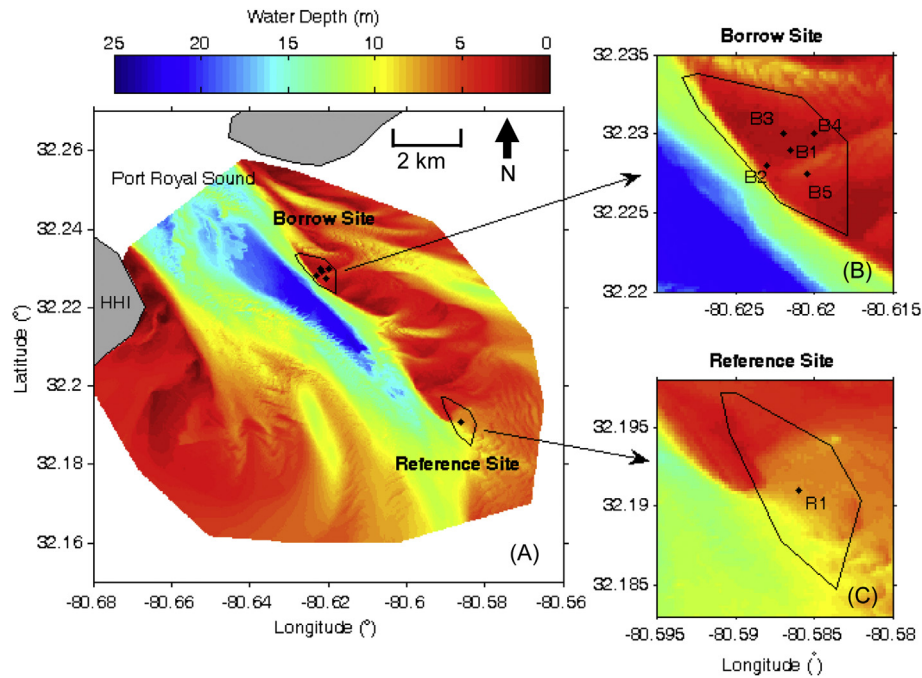 Water Depth (m)
25 20 15 10 5 0
2 km
N
Port Royal Sound
Borrow Site
HHI
Reference Site
(A)
32.26
32.24
32.22
32.2
32.18
32.16
Latitude (°)
-80.68 -80.66 -80.64 -80.62 -80.6 -80.58 -80.56
Longitude (°)
Borrow Site
32.235
32.23
32.225
32.22
B3 B4
B1
B2
B5
(B)
-80.625 -80.62 -80.615
Reference Site
32.195
32.19
32.185
R1
(C)
-80.595 -80.59 -80.585 -80.58
Longitude (°)